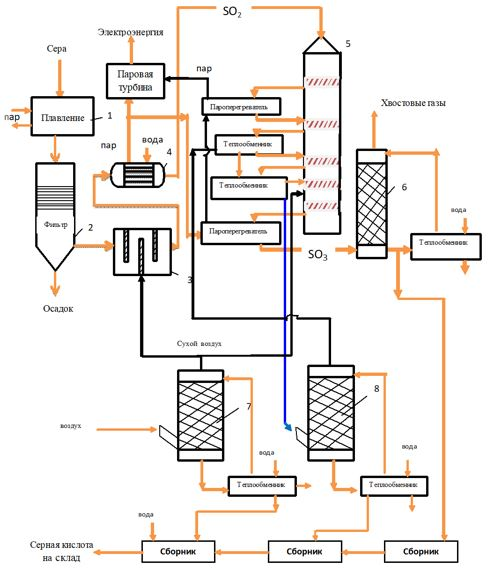 SO2
Электроэнергия
5
Сера
Паровая
турбина
пар
Хвостовые газы
пар
Плавление
1
Пароперегреватель
пар
вода
4
Теплообменник
Теплообменник
6
вода
Фильтр
2
Пароперегреватель
Теплообменник
SO3
3
Осадок
Сухой воздух
7
8
воздух
вода
вода
Теплообменник
Теплообменник
вода
Серная кислота
на склад
Сборник
Сборник
Сборник